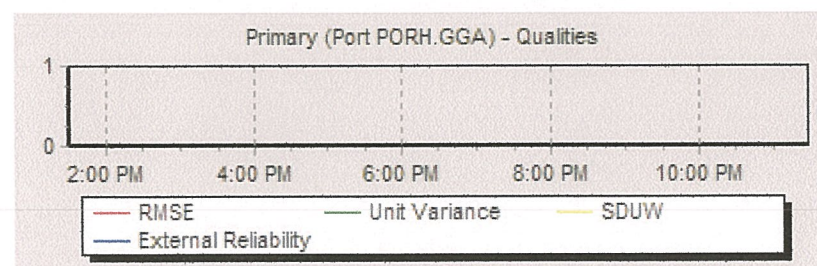 Primary (Port PORH.GGA) - Qualities
1
0
2:00 PM 4:00 PM 6:00 PM 8:00 PM 10:00 PM
RMSE Unit Variance SDUW
External Reliability